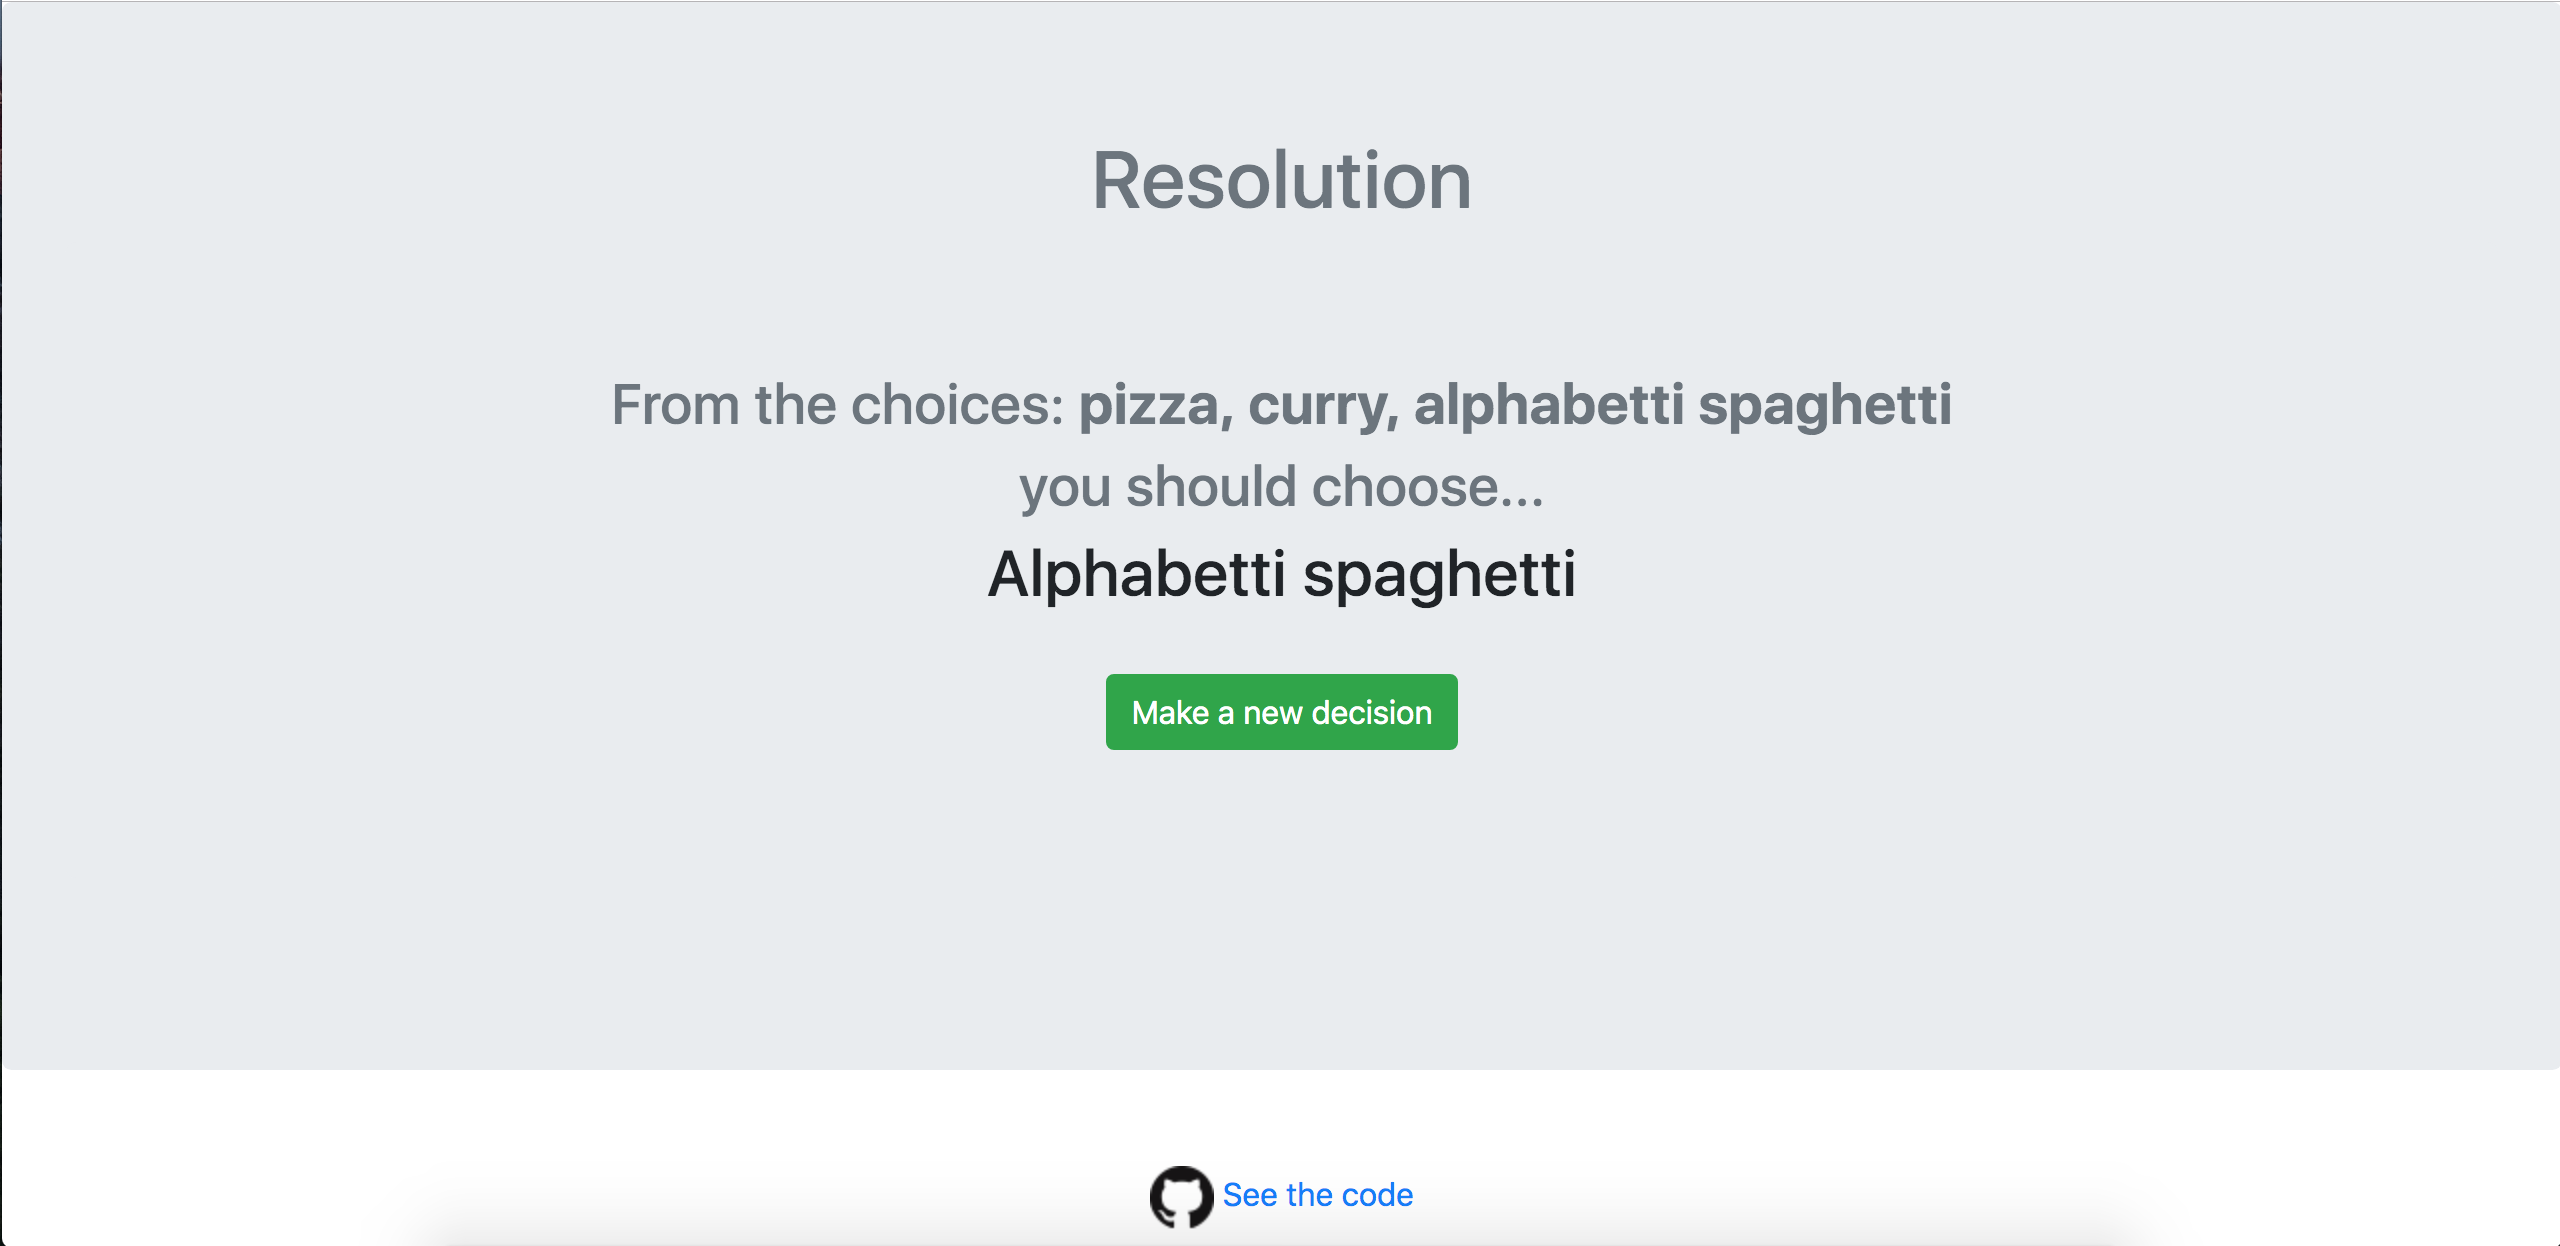 Resolution
From the choices: pizza, curry, alphabetti spaghetti
you should choose...
Alphabetti spaghetti
Make a new decision
See the code